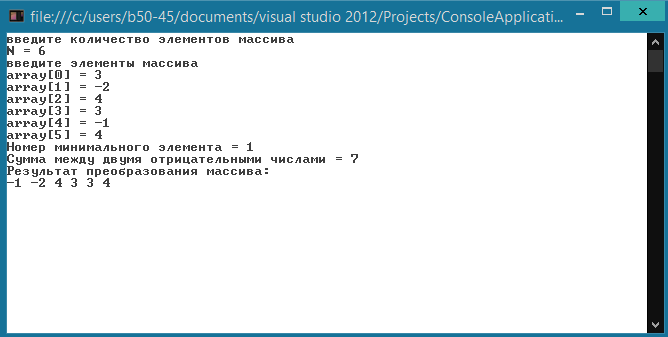 file:///c:/users/b50-45/documents/visual studio 2012/Projects/ConsoleApplicati...
введите количество элементов массива
N = 6
введите элементы массива
array[0] = 3
array[1] = -2
array[2] = 4
array[3] = 3
array[4] = -1
array[5] = 4
Номер минимального элемента = 1
Сумма между двумя отрицательными числами = 7
Результат преобразования массива:
-1 -2 4 3 3 4